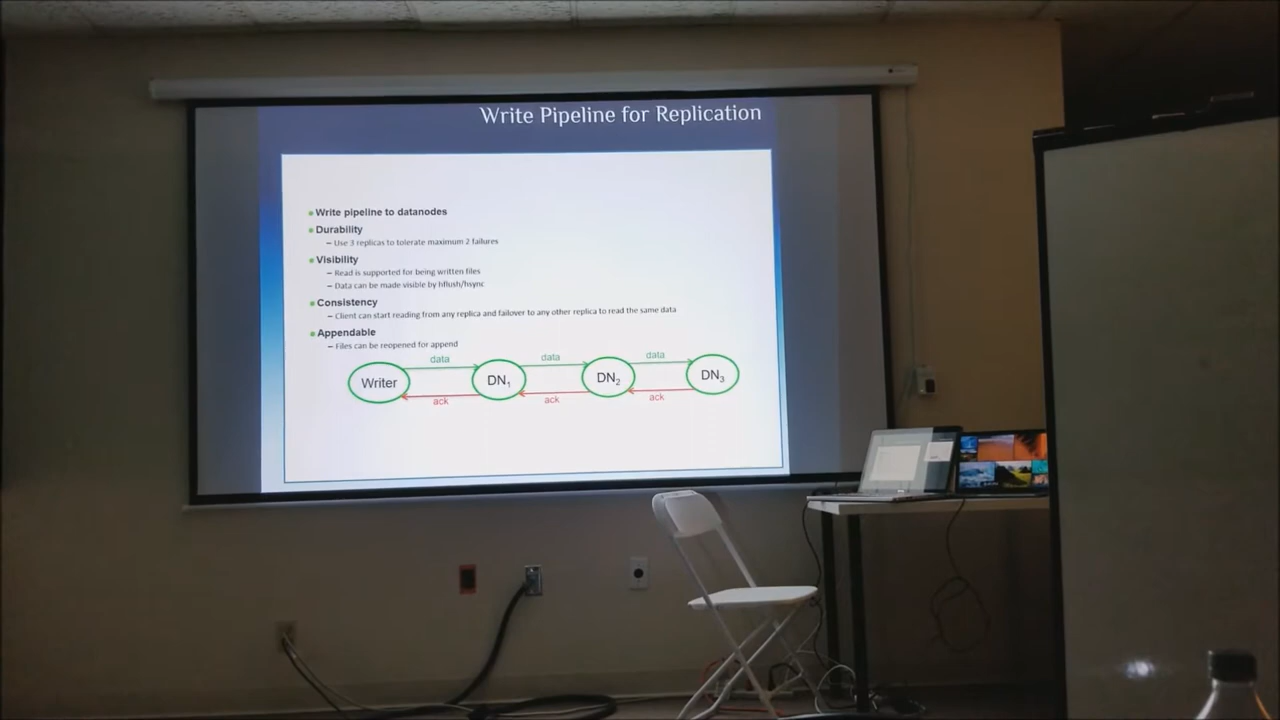 Write Pipeline for Replication
Write pipeline to datanodes
Durability
– Use 3 replicas to tolerate maximum 2 failures
Visibility
– Read is supported for being written files
– Data can be made visible by hflush/hsync
Consistency
– Client can start reading from any replica and failover to any other replica to read the same data
Appendable
– Files can be reopened for append
data data data
Writer DN1 DN2 DN3
ack ack ack